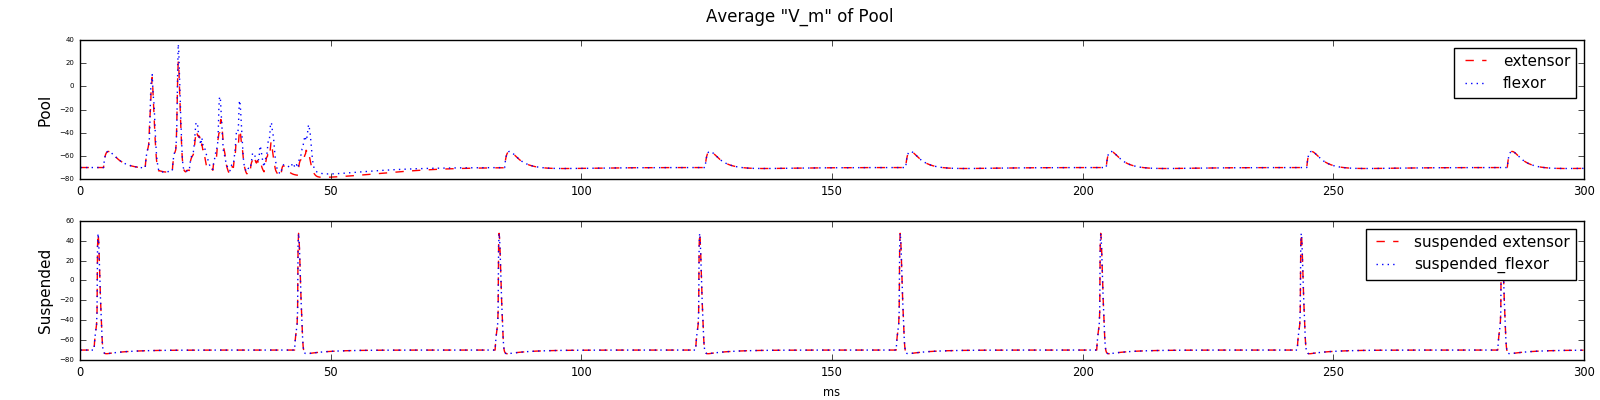 Average "V_m" of Pool
40
20
0
−20
−40
−60
−80
Pool
extensor
flexor
0 50 100 150 200 250 300
60
40
20
0
−20
−40
−60
−80
Suspended
suspended extensor
suspended_flexor
0 50 100 150 200 250 300
ms